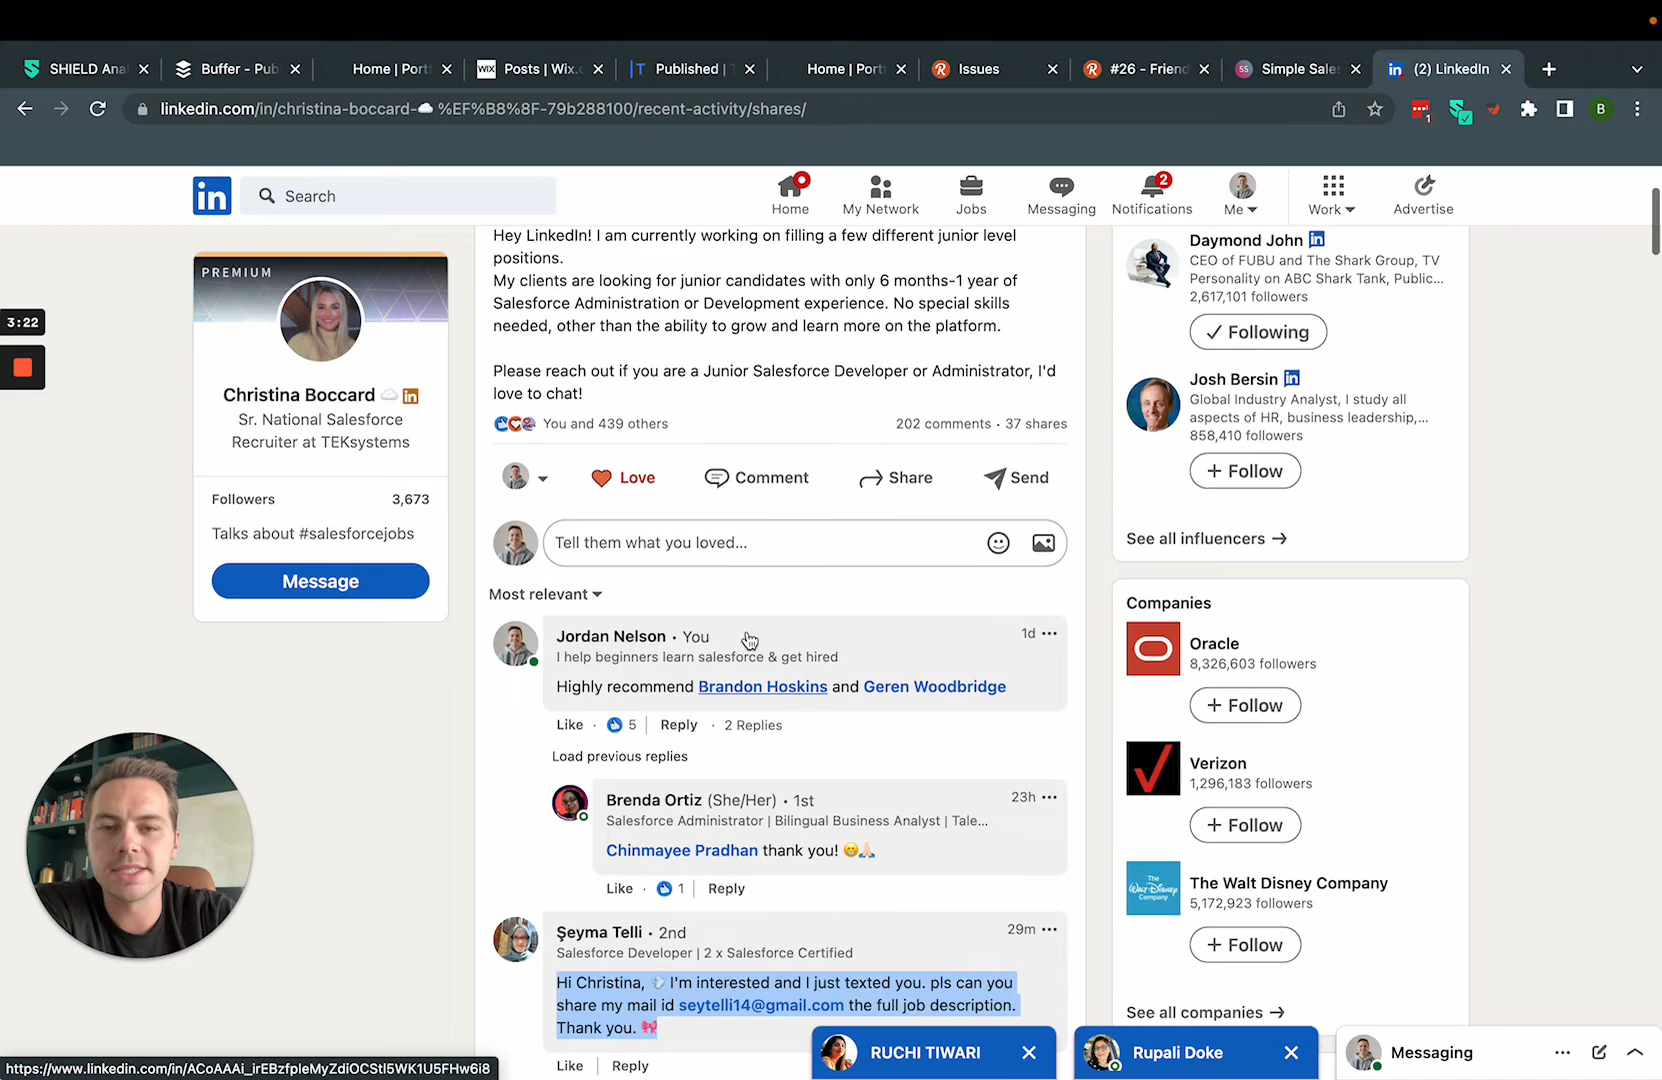 SHIELD Ana
Buffer - Pub
Home | Port
WIX
Posts | Wix.c
Published |
Home | Port
Issues
#26 - Friend
SS
Simple Sale
(2) LinkedIn
linkedin.com/in/christina-boccard-☁️%EF%B8%8F-79b288100/recent-activity/shares/
1
B
in
Search
Home
My Network
Jobs
Messaging
2
Notifications
Me
Work
Advertise
3:22
PREMIUM
Christina Boccard ☁️ in
Sr. National Salesforce
Recruiter at TEKsystems
Followers 3,673
Talks about #salesforcejobs
Message
Hey LinkedIn! I am currently working on filling a few different junior level
positions.
My clients are looking for junior candidates with only 6 months-1 year of
Salesforce Administration or Development experience. No special skills
needed, other than the ability to grow and learn more on the platform.
Please reach out if you are a Junior Salesforce Developer or Administrator, I'd
love to chat!
You and 439 others
202 comments • 37 shares
Love
Comment
Share
Send
Tell them what you loved...
Most relevant
Jordan Nelson • You
1d
I help beginners learn salesforce & get hired
Highly recommend Brandon Hoskins and Geren Woodbridge
Like · 5 | Reply · 2 Replies
Load previous replies
Brenda Ortiz (She/Her) • 1st
23h
Salesforce Administrator | Bilingual Business Analyst | Tale...
Chinmayee Pradhan thank you! 😁🙏🏻
Like · 1 | Reply
Şeyma Telli • 2nd
29m
Salesforce Developer | 2 x Salesforce Certified
Hi Christina, I'm interested and I just texted you. pls can you
share my mail id seytelli14@gmail.com the full job description.
Thank you. 🎀
Like | Reply
Daymond John in
CEO of FUBU and The Shark Group, TV
Personality on ABC Shark Tank, Public...
2,617,101 followers
✓ Following
Josh Bersin in
Global Industry Analyst, I study all
aspects of HR, business leadership,...
858,410 followers
+ Follow
See all influencers →
Companies
Oracle
8,326,603 followers
+ Follow
Verizon
1,296,183 followers
+ Follow
The
Walt Disney
Company
The Walt Disney Company
5,172,923 followers
+ Follow
See all companies →
RUCHI TIWARI
Rupali Doke
Messaging
https://www.linkedin.com/in/ACoAAAi_irEBzfpleMyZdiOCStl5WK1U5FHw6i8